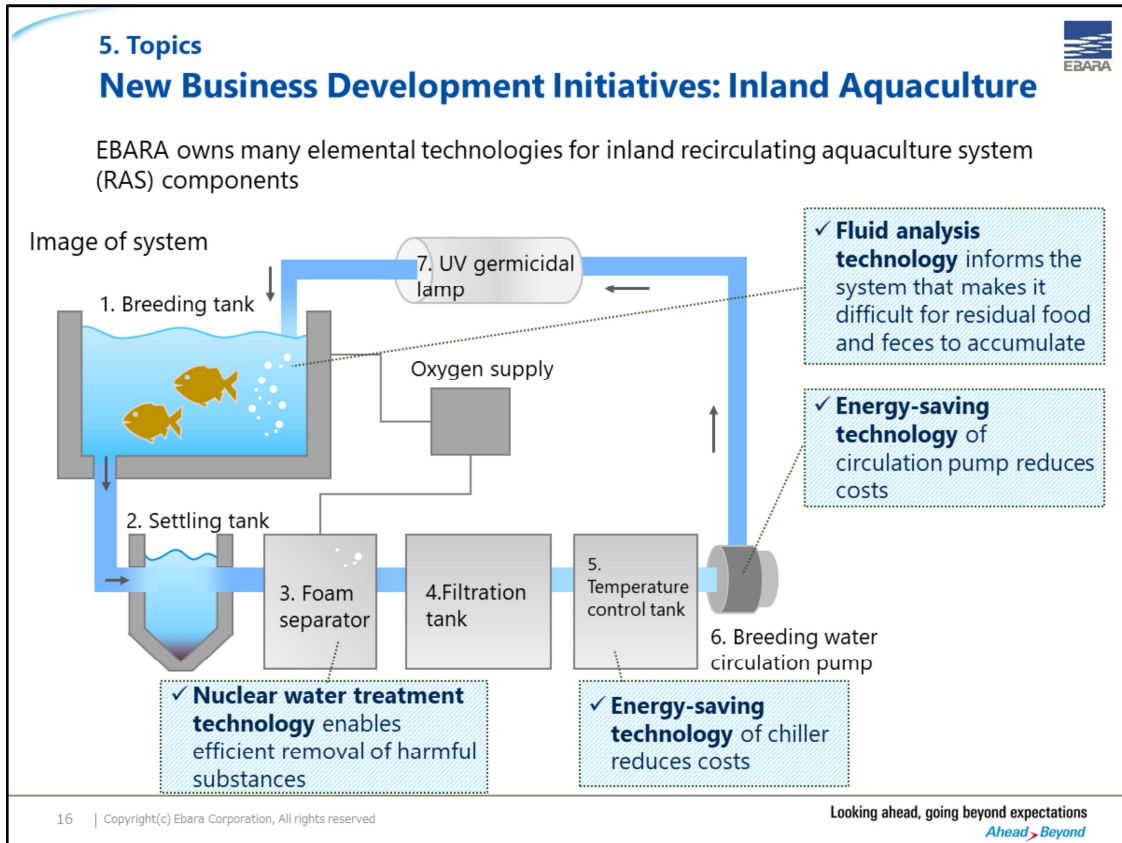 5. Topics
New Business Development Initiatives: Inland Aquaculture
EBARA
EBARA owns many elemental technologies for inland recirculating aquaculture system
(RAS) components
Image of system
7. UV germicidal
lamp
1. Breeding tank
Oxygen supply
✓ Fluid analysis
technology informs the
system that makes it
difficult for residual food
and feces to accumulate
✓ Energy-saving
technology of
circulation pump reduces
costs
2. Settling tank
3. Foam
separator
4.Filtration
tank
5.
Temperature
control tank
6. Breeding water
circulation pump
✓ Nuclear water treatment
technology enables
efficient removal of harmful
substances
✓ Energy-saving
technology of chiller
reduces costs
16 | Copyright(c) Ebara Corporation, All rights reserved
Looking ahead, going beyond expectations
Ahead > Beyond